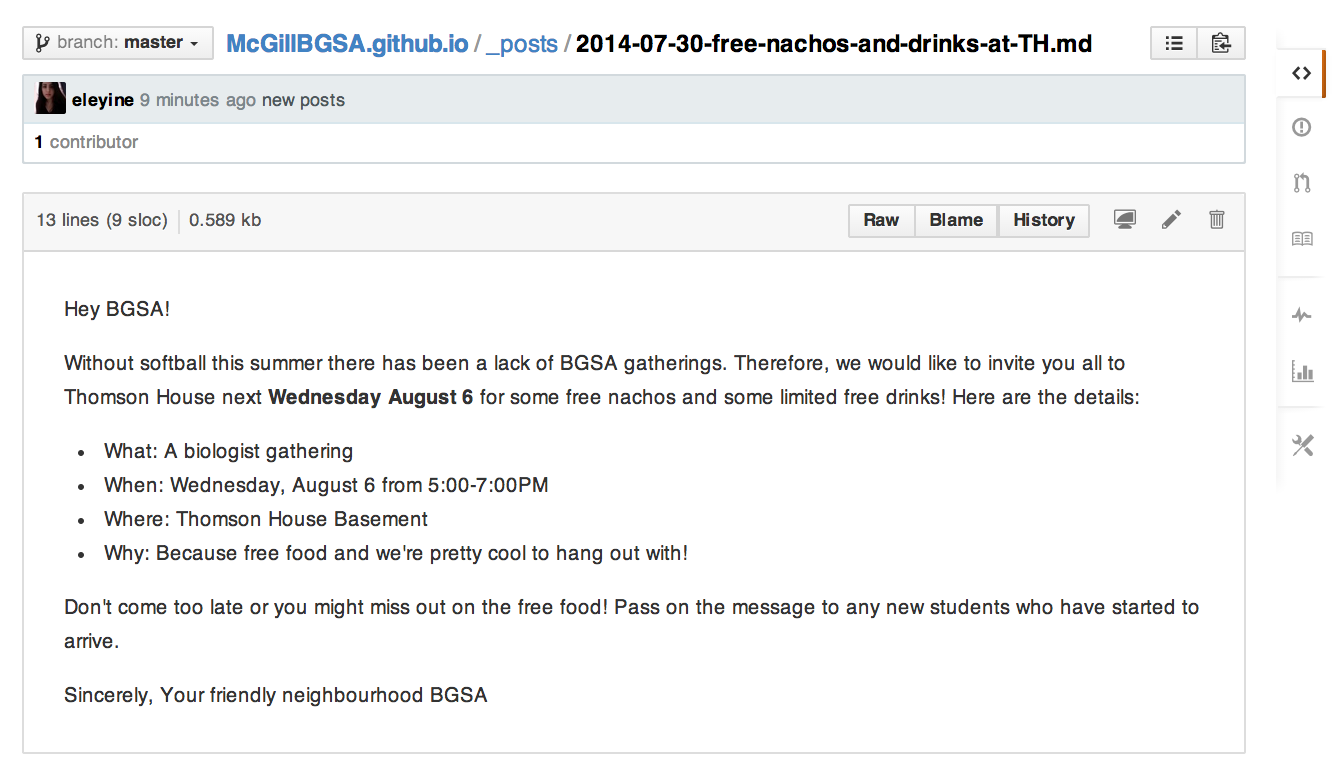 branch: master
McGillBGSA.github.io / _posts / 2014-07-30-free-nachos-and-drinks-at-TH.md
eleyine 9 minutes ago new posts
1 contributor
13 lines (9 sloc) 0.589 kb
Raw Blame History
Hey BGSA!
Without softball this summer there has been a lack of BGSA gatherings. Therefore, we would like to invite you all to
Thomson House next Wednesday August 6 for some free nachos and some limited free drinks! Here are the details:
• What: A biologist gathering
• When: Wednesday, August 6 from 5:00-7:00PM
• Where: Thomson House Basement
• Why: Because free food and we're pretty cool to hang out with!
Don't come too late or you might miss out on the free food! Pass on the message to any new students who have started to
arrive.
Sincerely, Your friendly neighbourhood BGSA